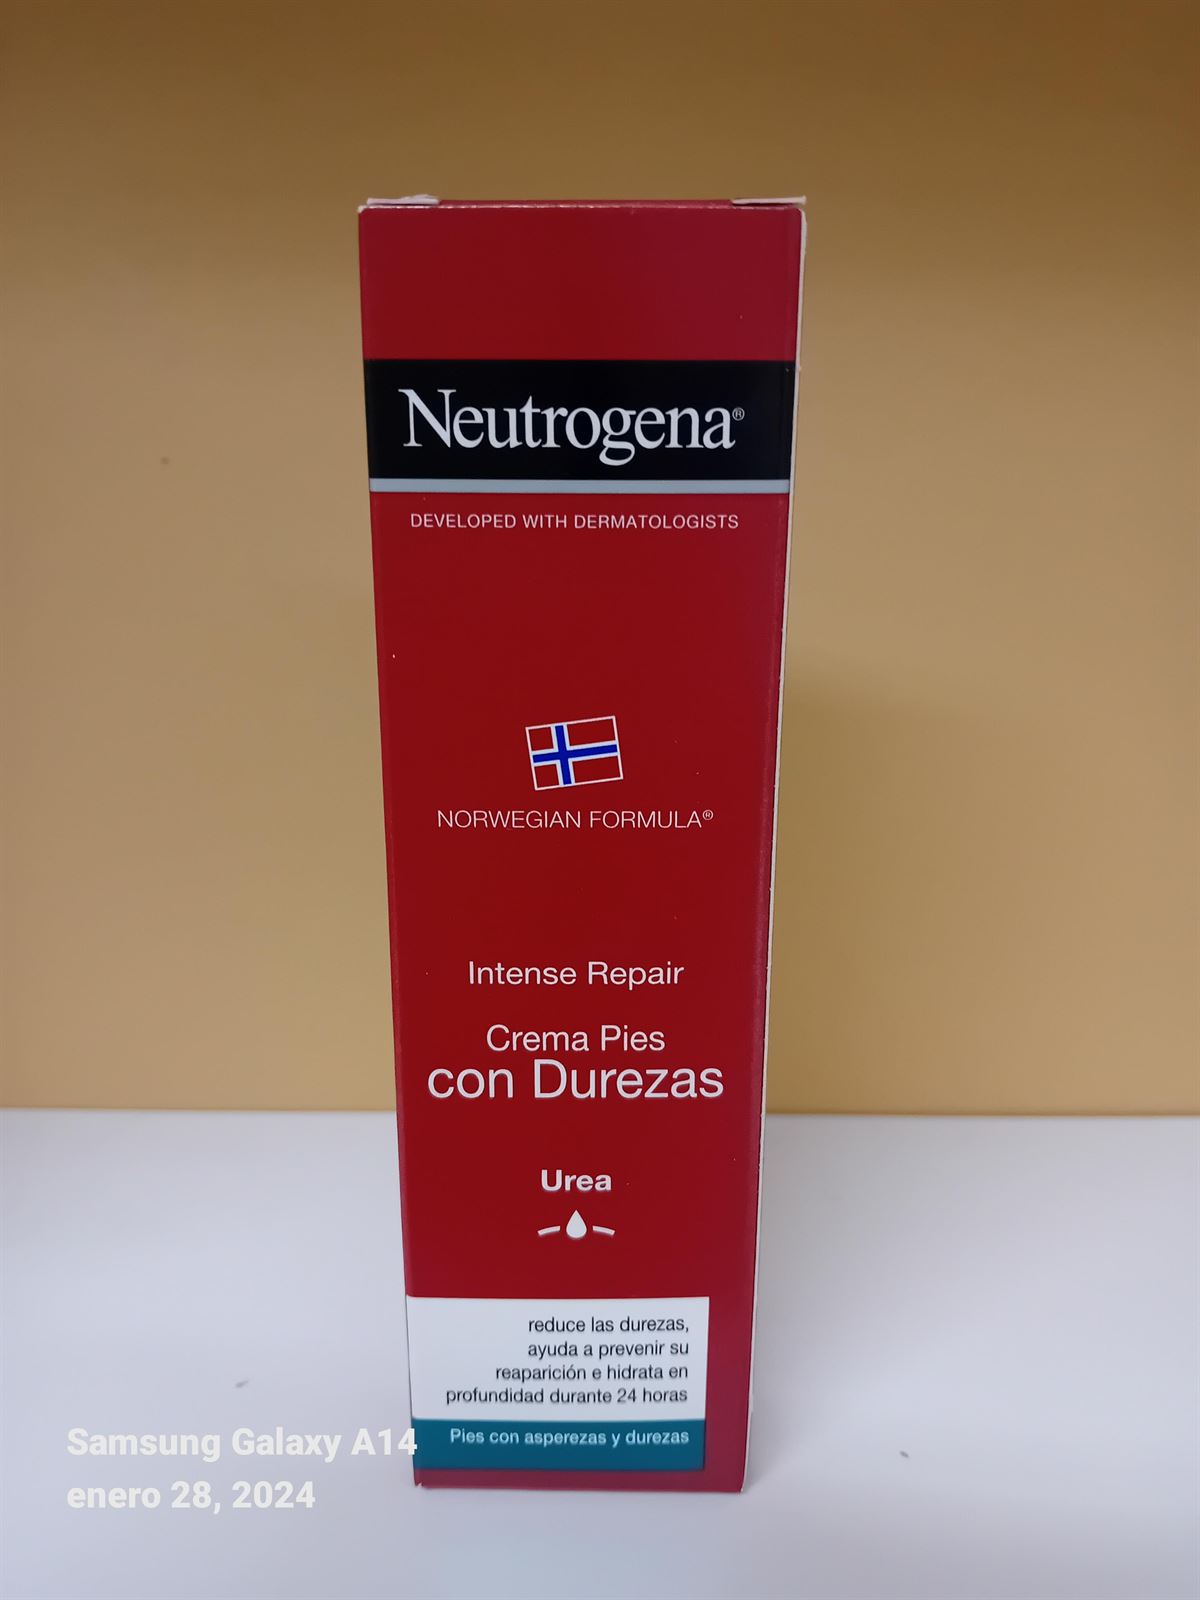 Neutrogena®
DEVELOPED WITH DERMATOLOGISTS
NORWEGIAN FORMULA®
Intense Repair
Crema Pies
con Durezas
Urea
reduce las durezas,
ayuda a prevenir su
reaparición e hidrata en
profundidad durante 24 horas
Pies con asperezas y durezas
Samsung Galaxy A14
enero 28, 2024